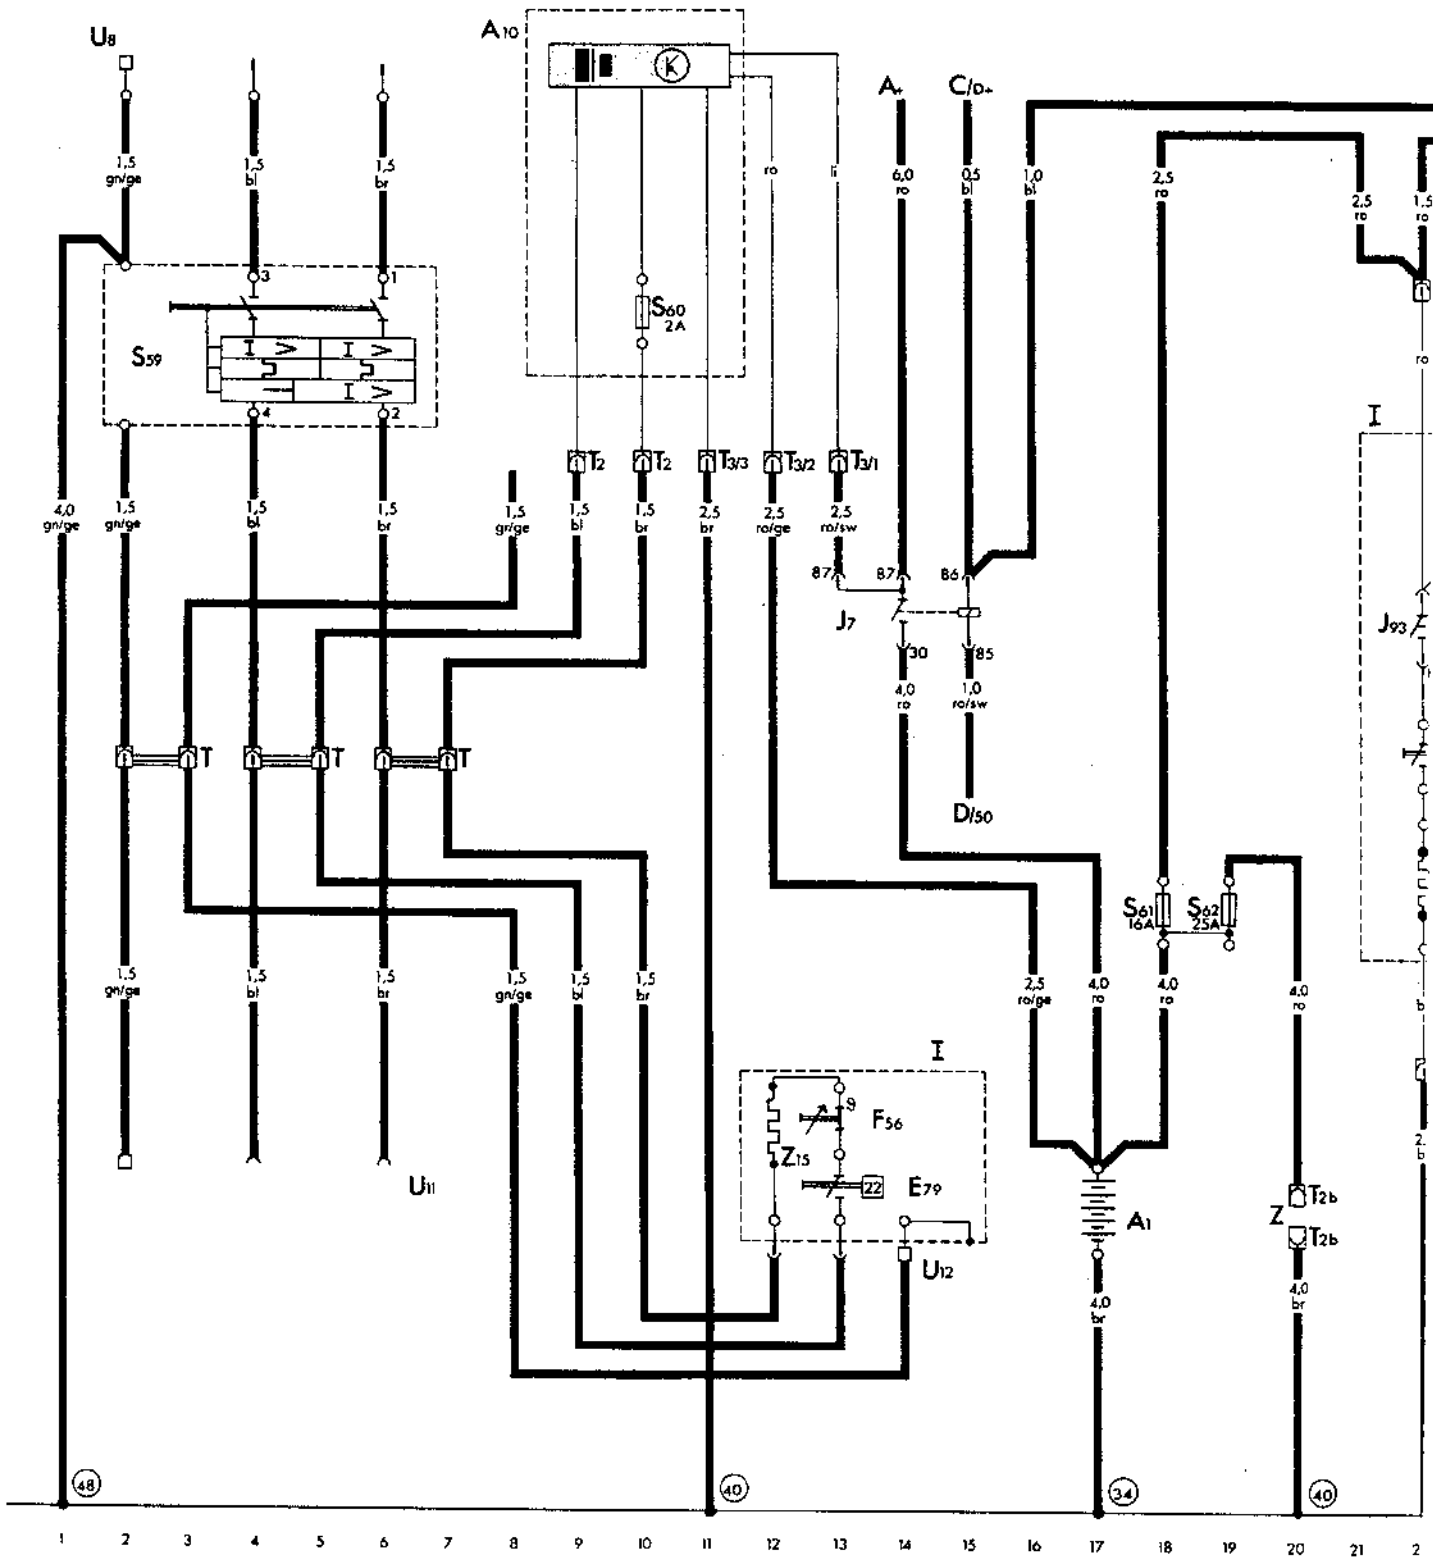 U8
A10
A+
C/D+
1,5
gn/ge
1,5
bl
1,5
br
ro
li
6,0
ro
0,5
bl
1,0
bl
2,5
ro
2,5
ro
1,5
ro
3
1
S59
I > I >
I >
4
2
S60
2A
T2
T2
T3/3
T3/2
T3/1
ro
I
4,0
gn/ge
1,5
gn/ge
1,5
bl
1,5
br
1,5
gr/ge
1,5
bl
1,5
br
2,5
br
2,5
ro/ge
2,5
ro/sw
87
87
86
J7
30
85
J93
4,0
ro
1,0
ro/sw
D/50
T
T
T
S61
16A
S62
25A
1,5
gn/ge
1,5
bl
1,5
br
1,5
gn/ge
1,5
bl
1,5
br
2,5
ro/ge
4,0
ro
4,0
ro
4,0
ro
b
I
F56
Z15
22
E79
U11
U12
A1
Z
T2b
T2b
2
b
4,0
br
4,0
br
48
40
34
40
1 2 3 4 5 6 7 8 9 10 11 12 13 14 15 16 17 18 19 20 21 2